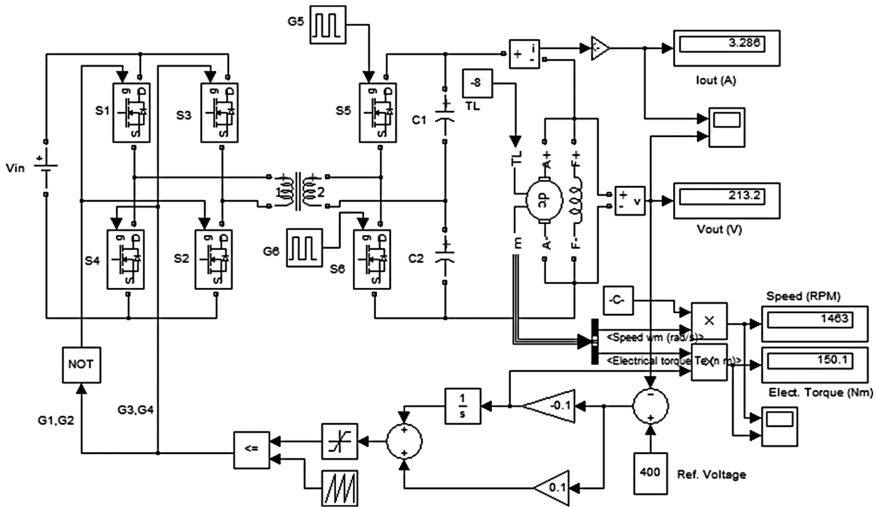 G5
+
i
-
3.286
Iout (A)
-8
TL
S1
S3
S5
g
D
S
C1
Vin
+
1
2
+
+
TL
A+
F+
dc
m
A-
F-
+
-
v
213.2
Vout (V)
G6
S4
S2
S6
C2
-C-
×
Speed (RPM)
1463
<Speed wm (rad/s)>
<Electrical torque Te (n m)>
×
150.1
Elect. Torque (Nm)
NOT
G1,G2
G3,G4
1
s
-0.1
-
+
+
+
<=
0.1
400
Ref. Voltage